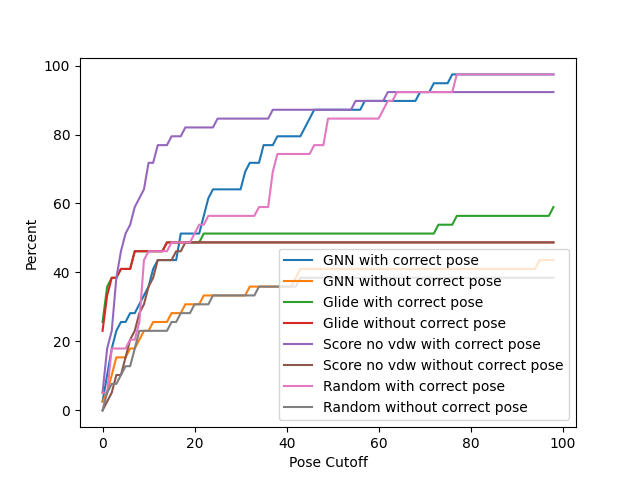 100
80
60
40
20
0
Percent
GNN with correct pose
GNN without correct pose
Glide with correct pose
Glide without correct pose
Score no vdw with correct pose
Score no vdw without correct pose
Random with correct pose
Random without correct pose
0 20 40 60 80 100
Pose Cutoff